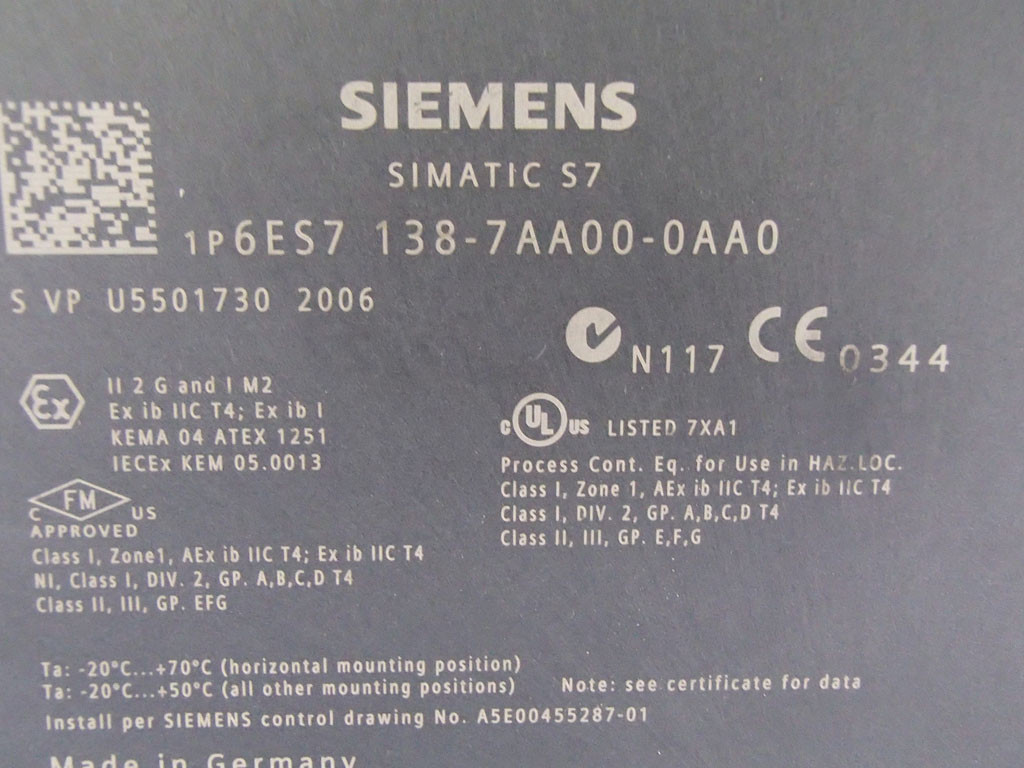 SIEMENS
SIMATIC S7
1P6ES7 138-7AA00-0AA0
S VP U5501730 2006
N117 CE 0344
Ex
II 2 G and I M2
Ex ib IIC T4; Ex ib I
KEMA 04 ATEX 1251
IECEx KEM 05.0013
C UL US LISTED 7XA1
Process Cont. Eq. for Use in HAZ.LOC.
Class I, Zone 1, AEx ib IIC T4; Ex ib IIC T4
Class I, DIV. 2, GP. A,B,C,D T4
Class II, III, GP. E,F,G
C FM US
APPROVED
Class I, Zone1, AEx ib IIC T4; Ex ib IIC T4
NI, Class I, DIV. 2, GP. A,B,C,D T4
Class II, III, GP. EFG
Ta: -20°C...+70°C (horizontal mounting position)
Ta: -20°C...+50°C (all other mounting positions) Note: see certificate for data
Install per SIEMENS control drawing No. A5E00455287-01
Made in Germany